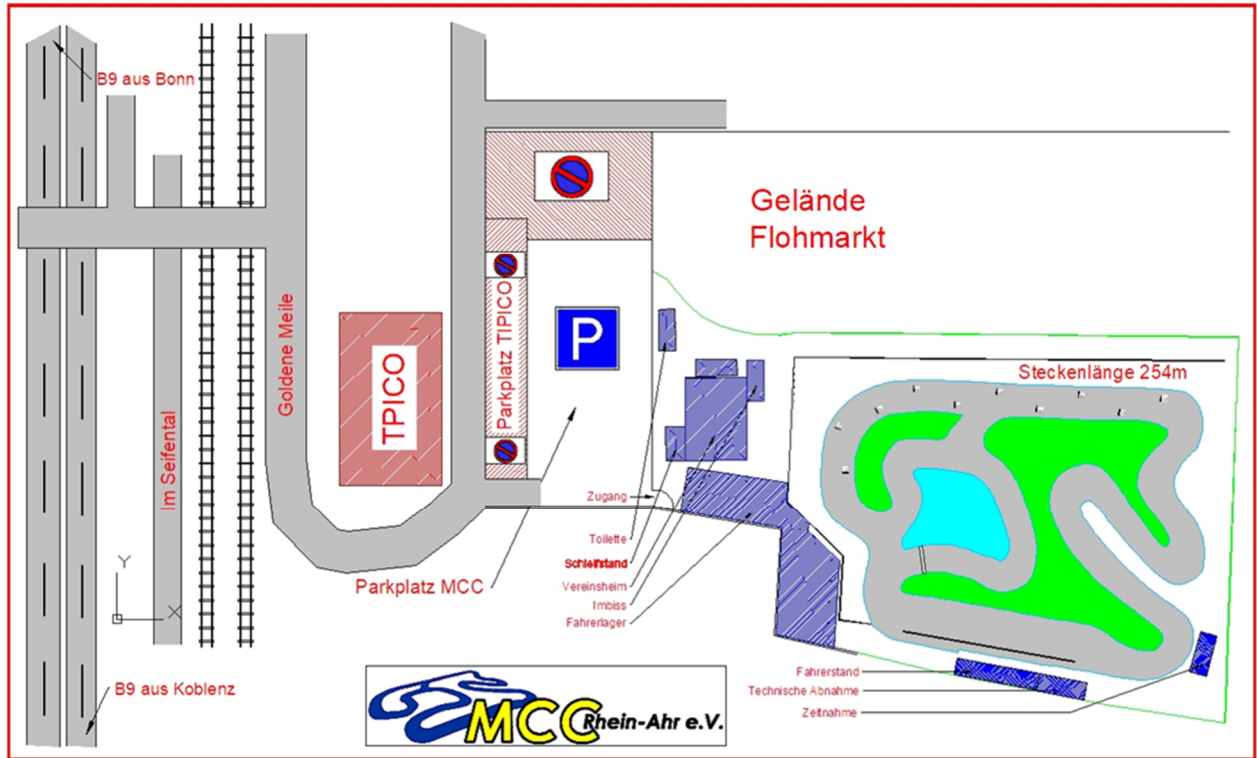 B9 aus Bonn
Gelände
Flohmarkt
Parkplatz TIPICO
P
Goldene Meile
TPICO
Im Seifental
Steckenlänge 254m
Zugang
Toilette
Schleifstand
Vereinsheim
Imbiss
Fahrerlager
Parkplatz MCC
Y
X
B9 aus Koblenz
Fahrerstand
Technische Abnahme
Zeitnahme
MCC Rhein-Ahr e.V.